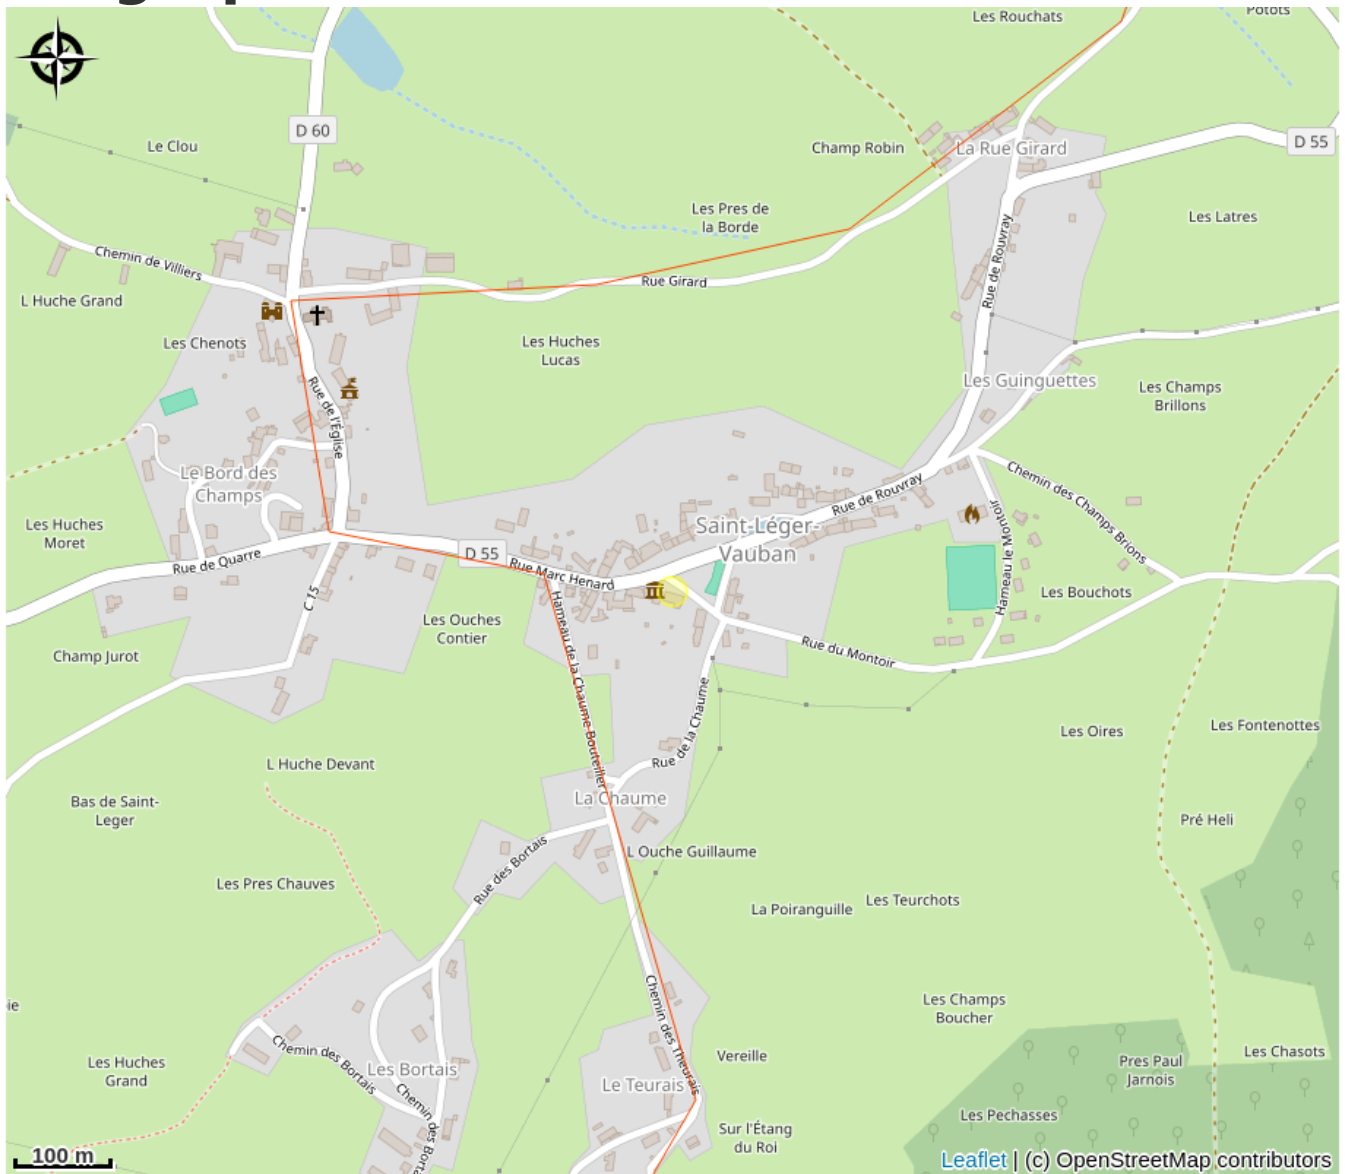 Les Rouchats
Potots
D 60
Le Clou
Champ Robin
La Rue Girard
D 55
Les Pres de
la Borde
Les Latres
Chemin de Villiers
Rue de Rouvray
Rue Girard
L Huche Grand
Les Chenots
Les Huches
Lucas
Rue de l'Église
Les Guinguettes
Les Champs
Brillons
Le Bord des
Champs
Chemin des Champs Brions
Rue de Rouvray
Les Huches
Moret
Saint-Léger-
Vauban
Hameau le Montoir
D 55
Rue de Quarre
Rue Marc Henard
C 15
Les Bouchots
Les Ouches
Contier
Hameau de la Chaume Bouteiller
Rue du Montoir
Champ Jurot
Rue de la Chaume
Les Oires
Les Fontenottes
L Huche Devant
La Chaume
Bas de Saint-
Leger
Pré Heli
L Ouche Guillaume
Rue des Bortais
Les Pres Chauves
La Poiranguille
Les Teurchots
Chemin des Theurais
Les Champs
Boucher
ie
Chemin des Bortais
Les Huches
Grand
Les Bortais
Vereille
Le Teurais
Pres Paul
Jarnois
Les Chasots
Chemin des Borta
Les Pechasses
Sur l'Étang
du Roi
100 m
Leaflet | (c) OpenStreetMap contributors